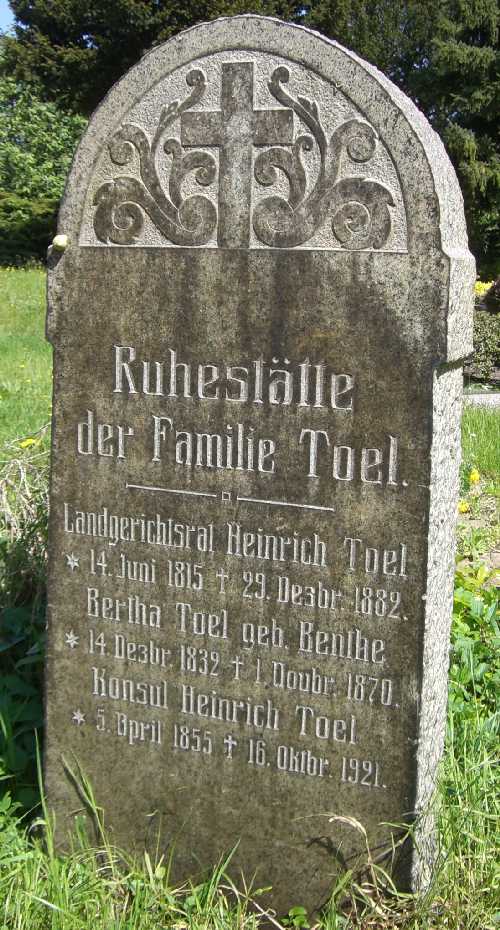 Ruhestätte
der Familie Toel.
Landgerichtsrat Heinrich Toel
* 14. Juni 1815 † 29. Dezbr. 1882.
Bertha Toel geb. Benthe
* 14. Dezbr. 1832 † 1. Novbr. 1870.
Konsul Heinrich Toel
* 5. April 1855 † 16. Oktbr. 1921.